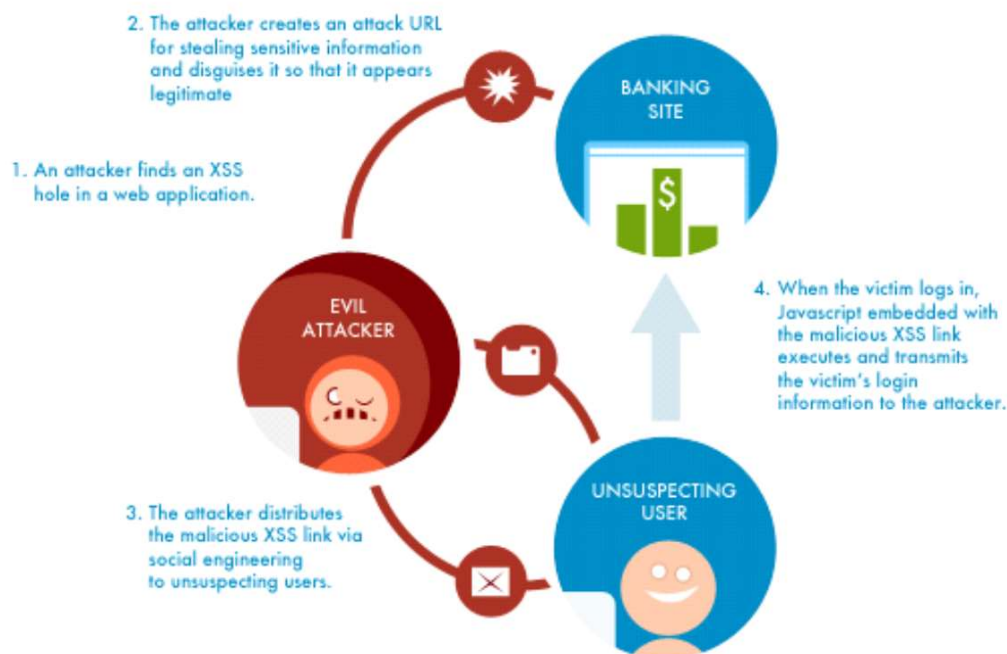 2. The attacker creates an attack URL
for stealing sensitive information
and disguises it so that it appears
legitimate
BANKING
SITE
$
1. An attacker finds an XSS
hole in a web application.
EVIL
ATTACKER
4. When the victim logs in,
Javascript embedded with
the malicious XSS link
executes and transmits
the victim's login
information to the attacker.
UNSUSPECTING
USER
3. The attacker distributes
the malicious XSS link via
social engineering
to unsuspecting users.